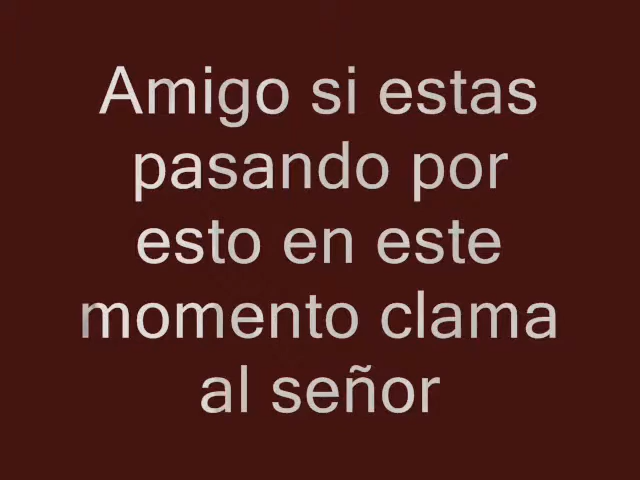 Amigo si estas
pasando por
esto en este
momento clama
al señor